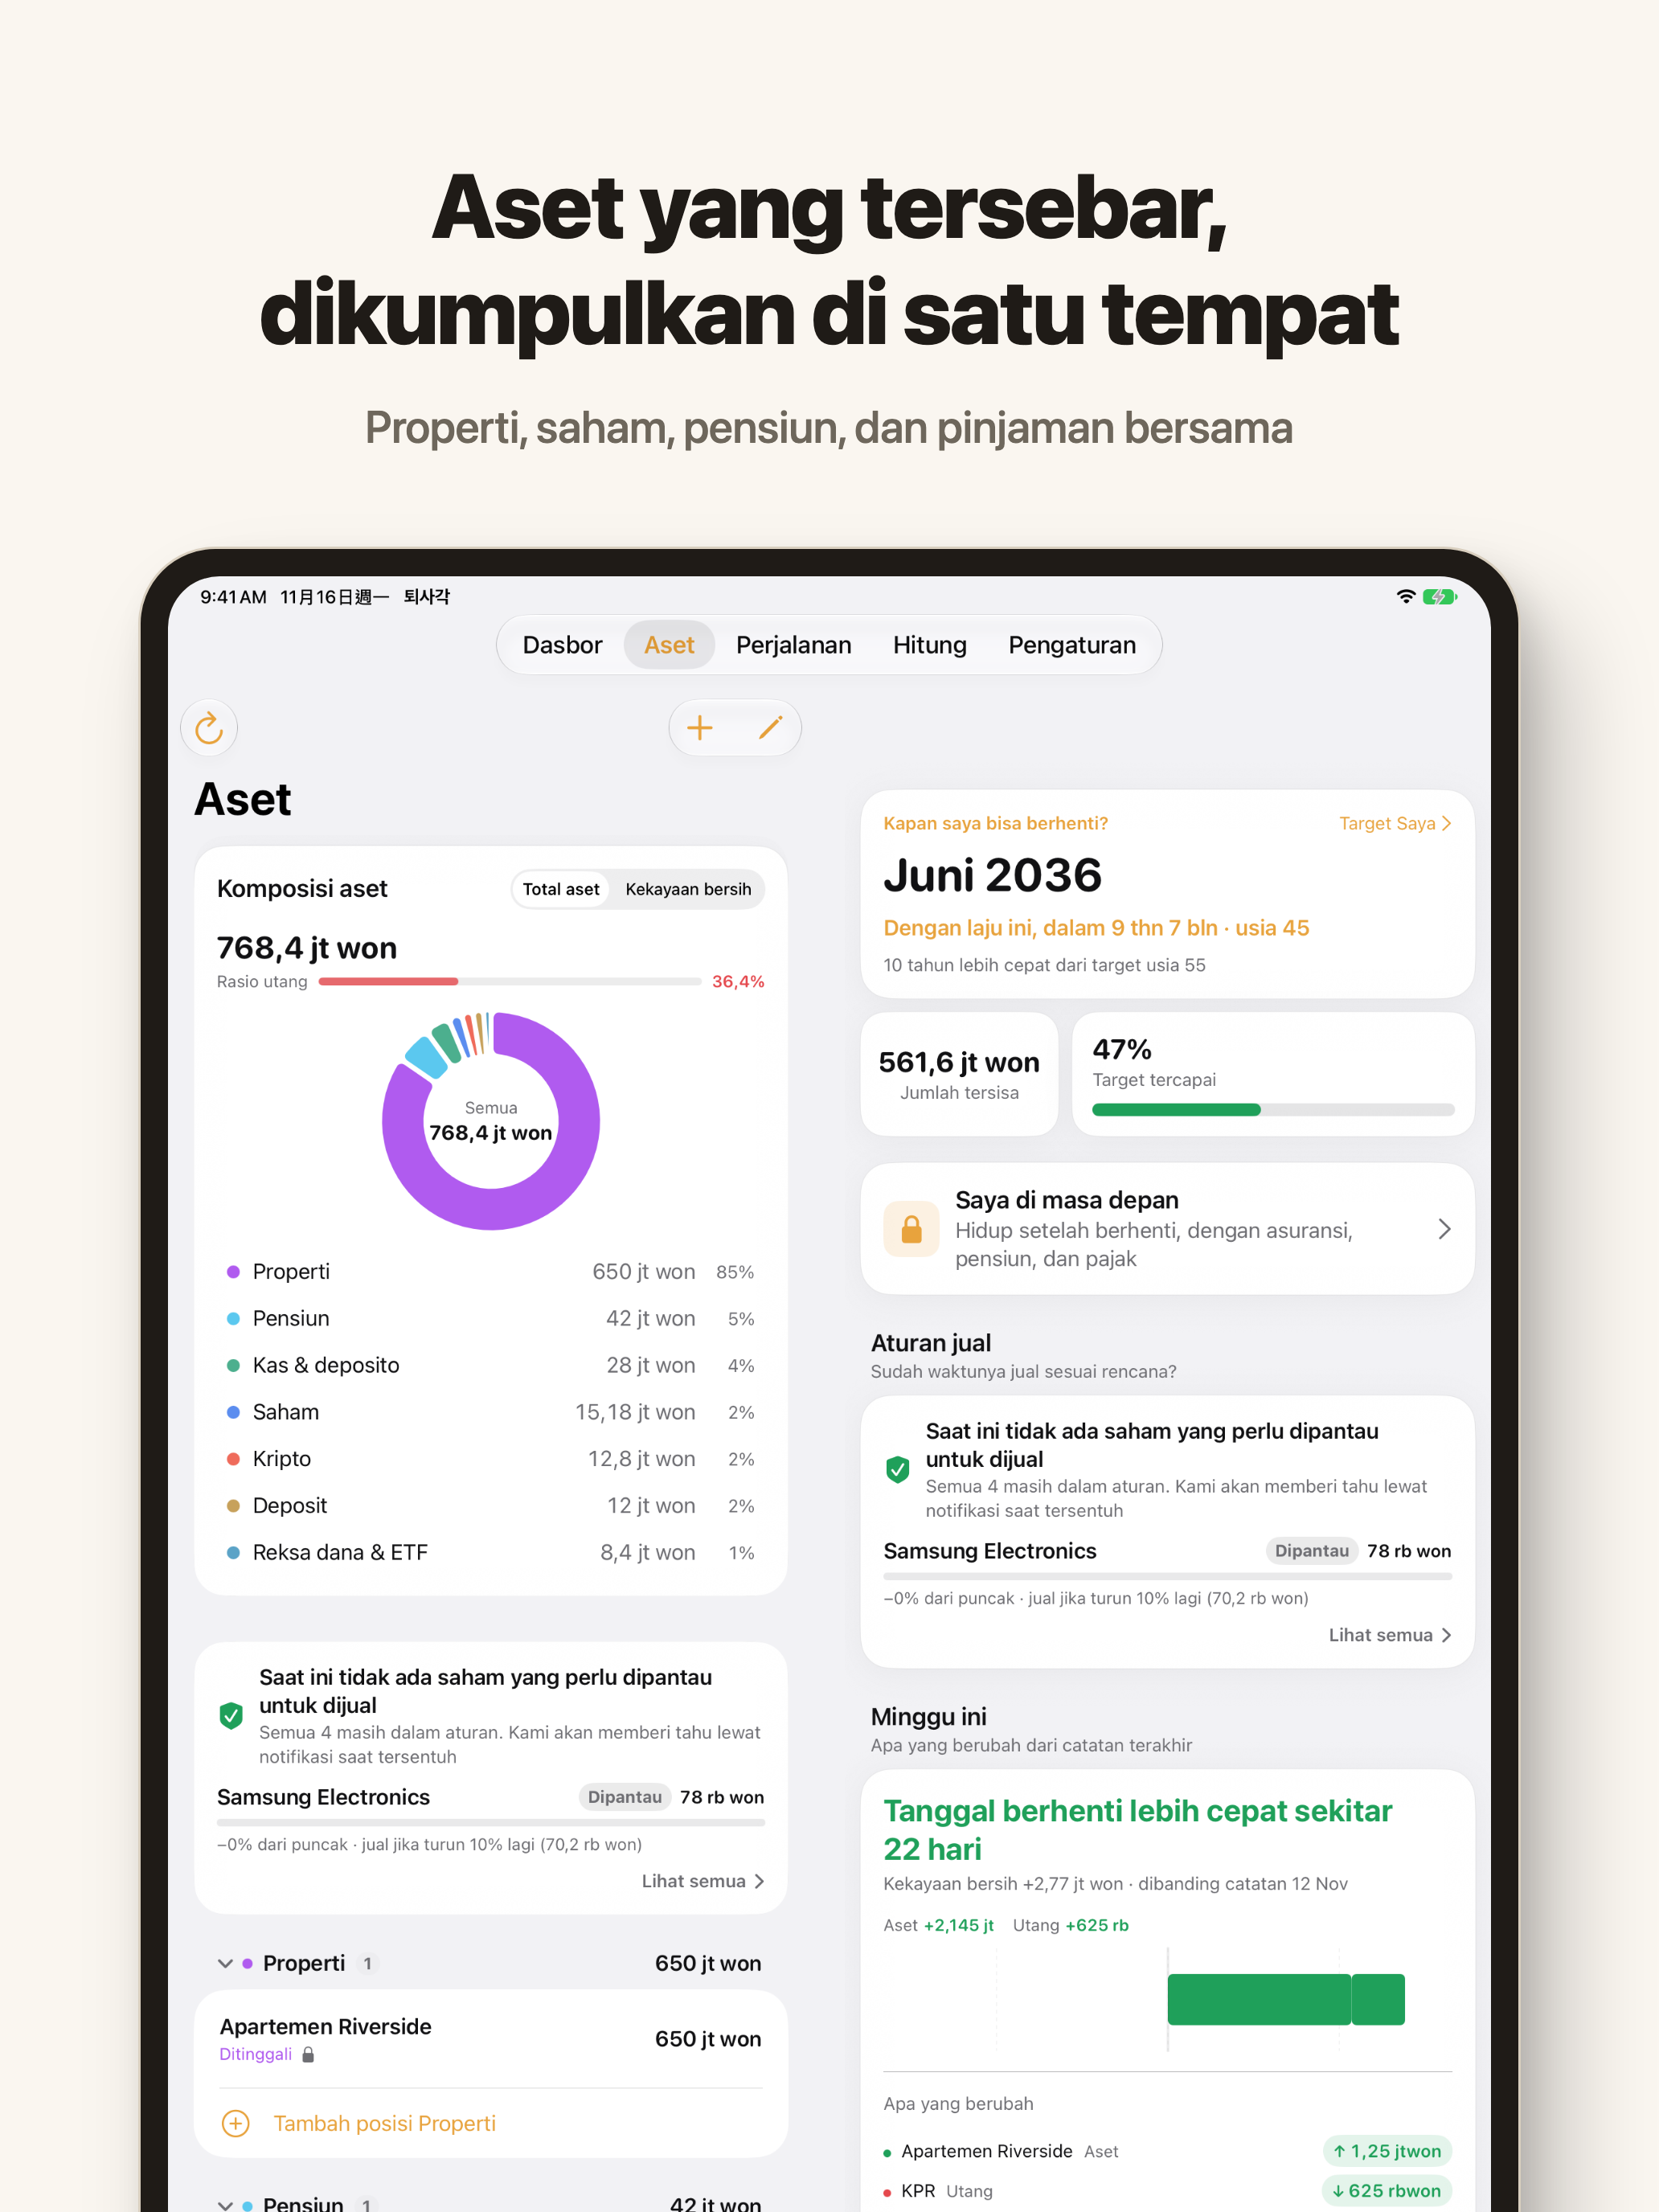 Aset yang tersebar,
dikumpulkan di satu tempat
Properti, saham, pensiun, dan pinjaman bersama
9:41 AM 11月16日週一 퇴사각
Dasbor Aset Perjalanan Hitung Pengaturan
Aset
Komposisi aset Total aset Kekayaan bersih
768,4 jt won
Rasio utang 36,4%
Semua
768,4 jt won
Properti 650 jt won 85%
Pensiun 42 jt won 5%
Kas & deposito 28 jt won 4%
Saham 15,18 jt won 2%
Kripto 12,8 jt won 2%
Deposit 12 jt won 2%
Reksa dana & ETF 8,4 jt won 1%
Saat ini tidak ada saham yang perlu dipantau
untuk dijual
Semua 4 masih dalam aturan. Kami akan memberi tahu lewat
notifikasi saat tersentuh
Samsung Electronics Dipantau 78 rb won
−0% dari puncak · jual jika turun 10% lagi (70,2 rb won)
Lihat semua
Properti 1 650 jt won
Apartemen Riverside 650 jt won
Ditinggali
Tambah posisi Properti
Pensiun 1 42 jt won
Kapan saya bisa berhenti? Target Saya
Juni 2036
Dengan laju ini, dalam 9 thn 7 bln · usia 45
10 tahun lebih cepat dari target usia 55
561,6 jt won
Jumlah tersisa
47%
Target tercapai
Saya di masa depan
Hidup setelah berhenti, dengan asuransi,
pensiun, dan pajak
Aturan jual
Sudah waktunya jual sesuai rencana?
Saat ini tidak ada saham yang perlu dipantau
untuk dijual
Semua 4 masih dalam aturan. Kami akan memberi tahu lewat
notifikasi saat tersentuh
Samsung Electronics Dipantau 78 rb won
−0% dari puncak · jual jika turun 10% lagi (70,2 rb won)
Lihat semua
Minggu ini
Apa yang berubah dari catatan terakhir
Tanggal berhenti lebih cepat sekitar
22 hari
Kekayaan bersih +2,77 jt won · dibanding catatan 12 Nov
Aset +2,145 jt Utang +625 rb
Apa yang berubah
Apartemen Riverside Aset ↑ 1,25 jtwon
KPR Utang ↓ 625 rbwon